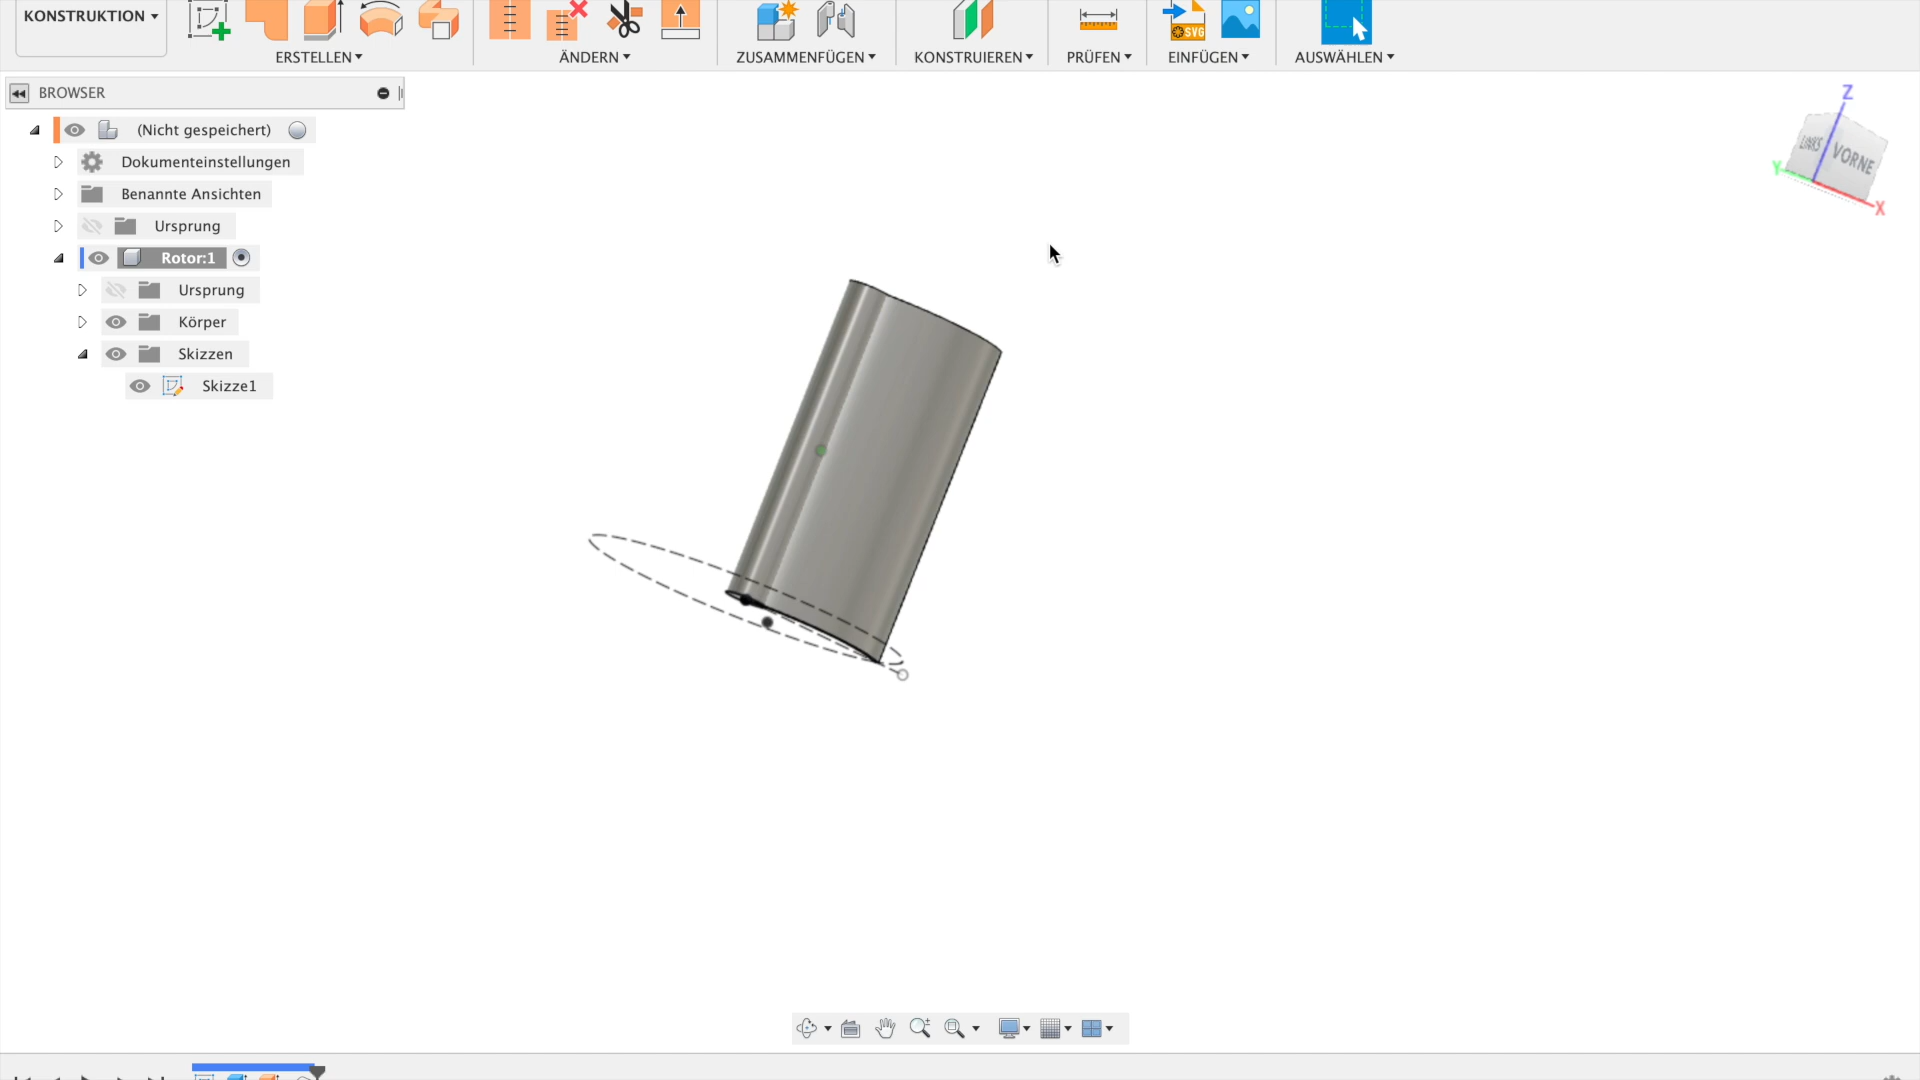 KONSTRUKTION
ERSTELLEN
ÄNDERN
ZUSAMMENFÜGEN
KONSTRUIEREN
PRÜFEN
EINFÜGEN
AUSWÄHLEN
SVG
BROWSER
(Nicht gespeichert)
Dokumenteinstellungen
Benannte Ansichten
Ursprung
Rotor:1
Ursprung
Körper
Skizzen
Skizze1
Z
LINKS
VORNE
Y
X